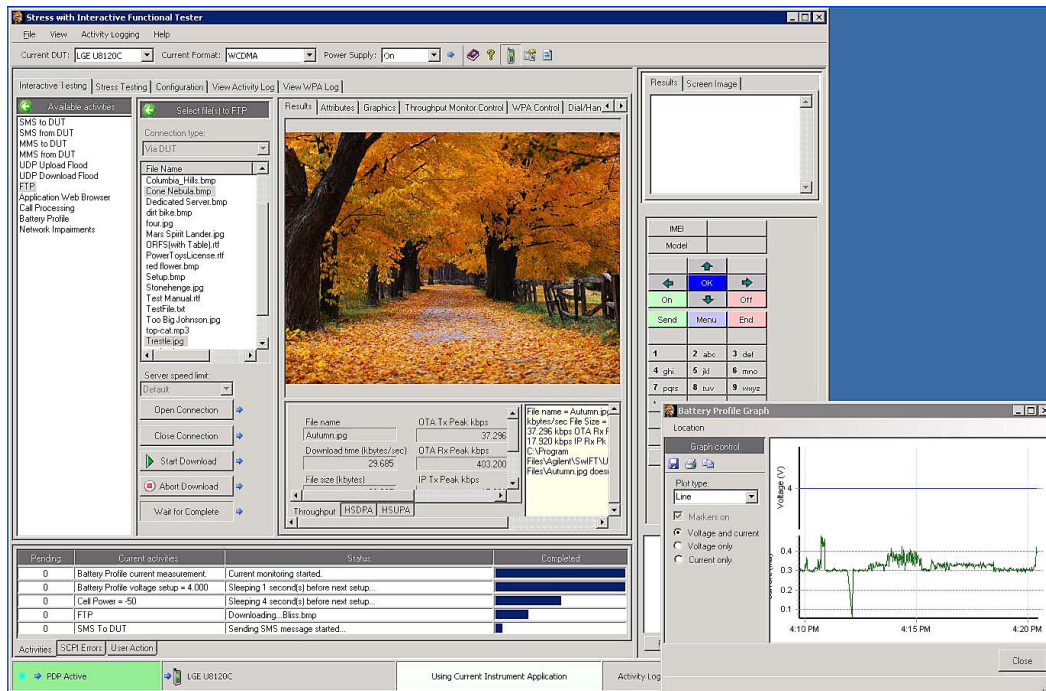 Stress with Interactive Functional Tester
File View Activity Logging Help
Current DUT: LGE U8120C Current Format: WCDMA Power Supply: On
Interactive Testing Stress Testing Configuration View Activity Log View WPA Log
Available activities
SMS to DUT
SMS from DUT
MMS to DUT
MMS from DUT
UDP Upload Flood
UDP Download Flood
FTP
Application Web Browser
Call Processing
Battery Profile
Network Impairments
Select file(s) to FTP
Connection type:
Via DUT
File Name
Columbia_Hills.bmp
Cone Nebula.bmp
Dedicated Server.bmp
dirt bike.bmp
four.jpg
Mars Spirit Lander.jpg
ORFS(with Table).rtf
PowerToysLicense.rtf
red flower.bmp
Setup.bmp
Stonehenge.jpg
Test Manual.rtf
TestFile.txt
Too Big Johnson.jpg
top-cat.mp3
Trestle.jpg
Server speed limit:
Default
Open Connection
Close Connection
Start Download
Abort Download
Wait for Complete
Results Attributes Graphics Throughput Monitor Control WPA Control Dial/Han
File name
Autumn.jpg
Download time (kbytes/sec)
29.685
File size (kbytes)
OTA Tx Peak kbps
37.296
OTA Rx Peak kbps
403.200
IP Tx Peak kbps
File name = Autumn.jp
kbytes/sec File Size =
37.296 kbps OTA Rx F
17.920 kbps IP Rx Pk
C:\Program
Files\Agilent\SwIFT\U
Files\Autumn.jpg does
Throughput HSDPA HSUPA
Results Screen Image
IMEI
Model
OK
On Off
Send Menu End
1 2 abc 3 def
4 ghi 5 jkl 6 mno
7 pqrs 8 tuv 9 wxyz
Pending Current activities Status Completed
0 Battery Profile current measurement. Current monitoring started.
0 Battery Profile voltage setup = 4.000 Sleeping 1 second(s) before next setup...
0 Cell Power = -50 Sleeping 4 second(s) before next setup...
0 FTP Downloading...Bliss.bmp
0 SMS To DUT Sending SMS message started...
Activities SCPI Errors User Action
PDP Active LGE U8120C Using Current Instrument Application Activity Log
Battery Profile Graph
Location
Graph control
Plot type:
Line
Markers on
Voltage and current
Voltage only
Current only
Voltage (V)
4
0.4
0.3
0.2
0.1
4:10 PM 4:15 PM 4:20 PM
Close